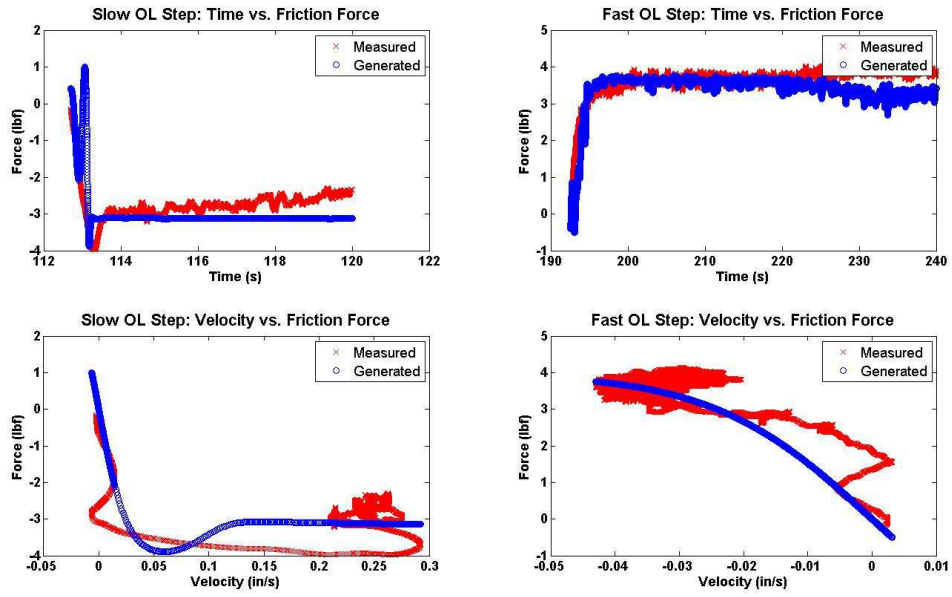 Slow OL Step: Time vs. Friction Force
Force (lbf)
2
1
0
-1
-2
-3
-4
Measured
Generated
112
114
116
118
120
122
Time (s)
Fast OL Step: Time vs. Friction Force
Force (lbf)
5
4
3
2
1
0
-1
Measured
Generated
190
200
210
220
230
240
Time (s)
Slow OL Step: Velocity vs. Friction Force
Force (lbf)
2
1
0
-1
-2
-3
-4
Measured
Generated
-0.05
0
0.05
0.1
0.15
0.2
0.25
0.3
Velocity (in/s)
Fast OL Step: Velocity vs. Friction Force
Force (lbf)
5
4
3
2
1
0
-1
Measured
Generated
-0.05
-0.04
-0.03
-0.02
-0.01
0
0.01
Velocity (in/s)